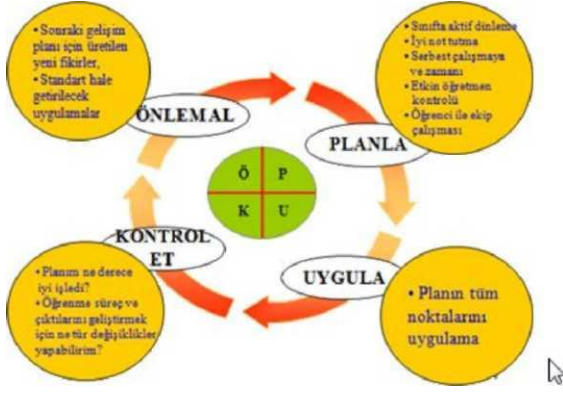 • Sonraki gelişim
planı için üretilen
yeni fikirler,
• Standart hale
getirilecek
uygulamalar
ÖNLEMAL
• Sınıfta aktif dinleme
• İyi not tutma
• Serbest çalışmaya
ve zamanı
• Etkin öğretmen
kontrolü
• Öğrenci ile ekip
çalışması
PLANLA
Ö P
K U
KONTROL
ET
• Planım ne derece
iyi işledi?
• Öğrenme süreç ve
çıktılarını geliştirmek
için ne tür değişiklikler
yapabilirim?
UYGULA
• Planın tüm
noktalarını
uygulama